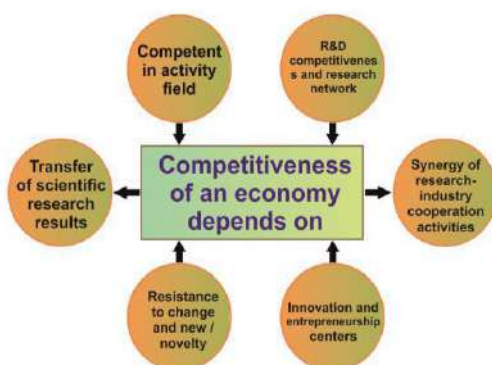 Competent
in activity
field
R&D
competitivenes
s and research
network
Transfer
of scientific
research
results
Competitiveness
of an economy
depends on
Synergy of
research-
industry
cooperation
activities
Resistance
to change
and new /
novelty
Innovation and
entrepreneurship
centers